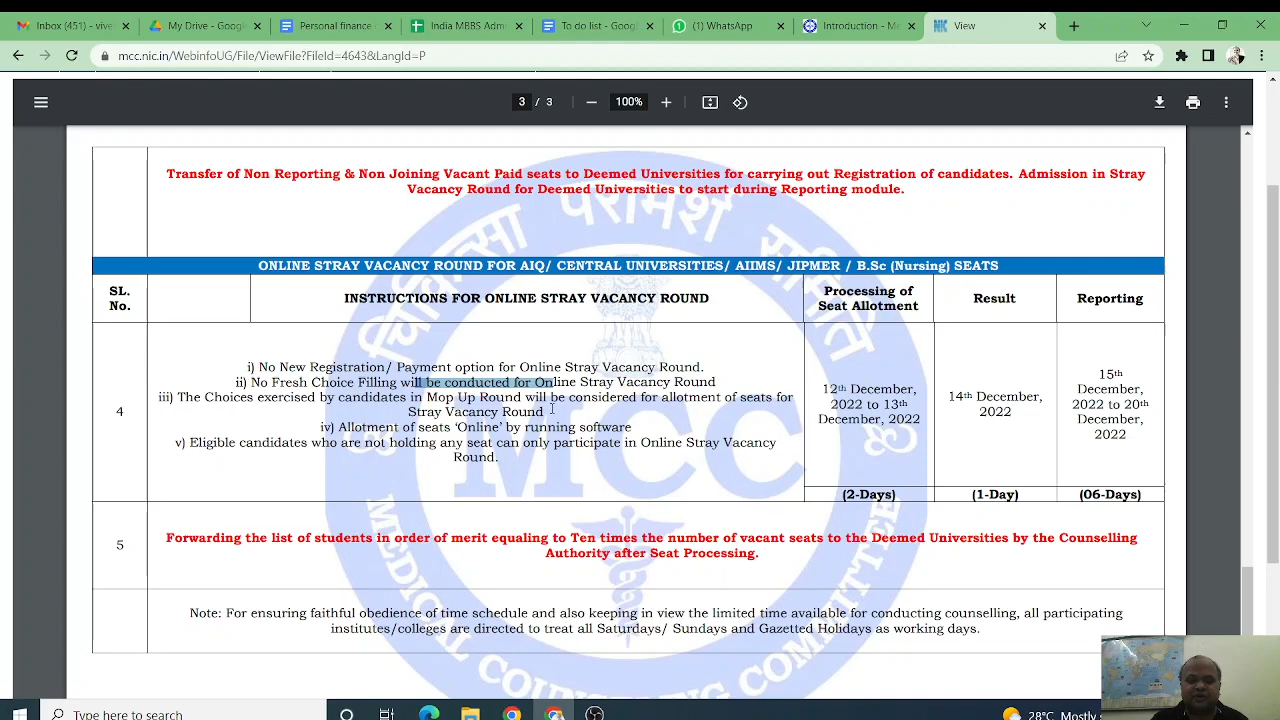 Inbox (451) - vive
My Drive - Google
Personal finance
India MBBS Adm
To do list - Goog
(1) WhatsApp
Introduction - Me
NIC View
mcc.nic.in/WebinfoUG/File/ViewFile?FileId=4643&LangId=P
3 / 3
100%
Transfer of Non Reporting & Non Joining Vacant Paid seats to Deemed Universities for carrying out Registration of candidates. Admission in Stray
Vacancy Round for Deemed Universities to start during Reporting module.
चिकित्सा परामर्श समिति
ONLINE STRAY VACANCY ROUND FOR AIQ/ CENTRAL UNIVERSITIES/ AIIMS/ JIPMER / B.Sc (Nursing) SEATS
SL.
No.
INSTRUCTIONS FOR ONLINE STRAY VACANCY ROUND
Processing of
Seat Allotment
Result
Reporting
4
i) No New Registration/ Payment option for Online Stray Vacancy Round.
ii) No Fresh Choice Filling will be conducted for Online Stray Vacancy Round
iii) The Choices exercised by candidates in Mop Up Round will be considered for allotment of seats for
Stray Vacancy Round
iv) Allotment of seats ‘Online’ by running software
v) Eligible candidates who are not holding any seat can only participate in Online Stray Vacancy
Round.
12th December,
2022 to 13th
December, 2022
14th December,
2022
15th
December,
2022 to 20th
December,
2022
(2-Days)
(1-Day)
(06-Days)
MCC
5
Forwarding the list of students in order of merit equaling to Ten times the number of vacant seats to the Deemed Universities by the Counselling
Authority after Seat Processing.
Note: For ensuring faithful obedience of time schedule and also keeping in view the limited time available for conducting counselling, all participating
institutes/colleges are directed to treat all Saturdays/ Sundays and Gazetted Holidays as working days.
MEDICAL COUNSELLING COMMITTEE
Type here to search
28°C Mostly